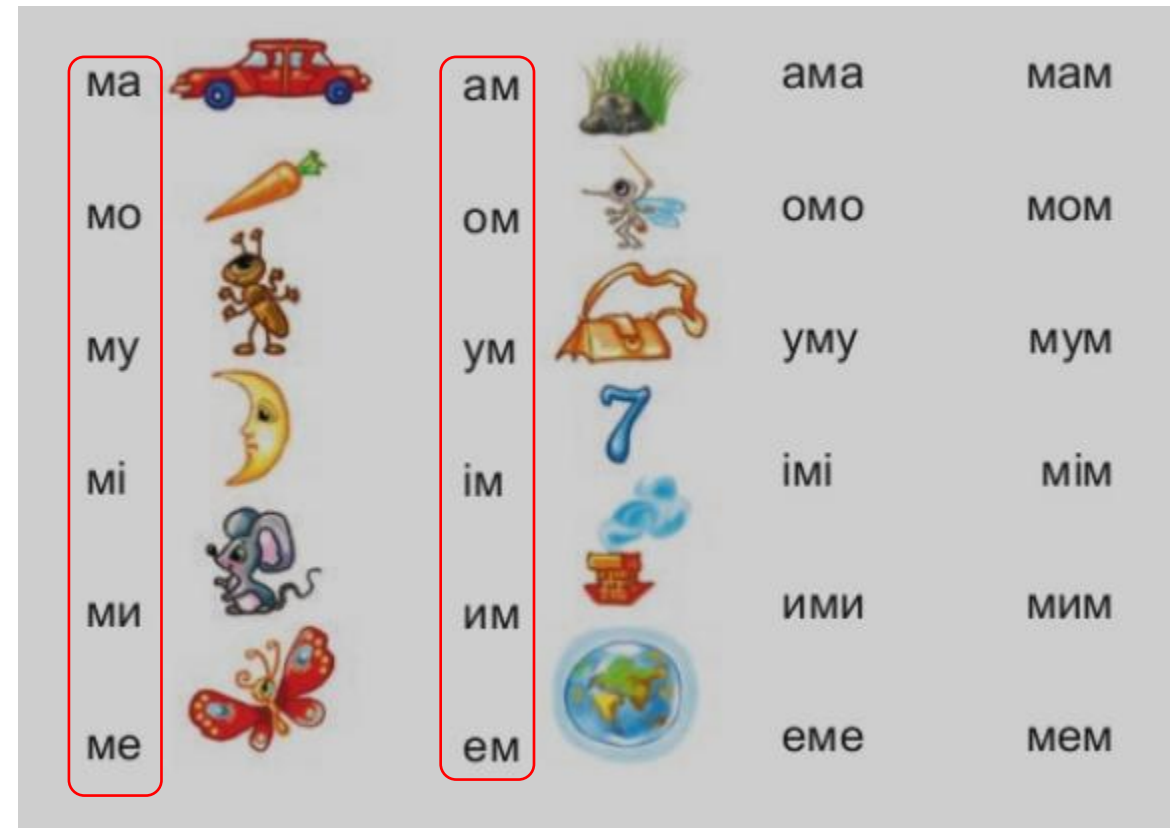 ма ам ама мам
мо ом омо мом
му ум уму мум
мі ім імі мім
7
ми им ими мим
ме ем еме мем